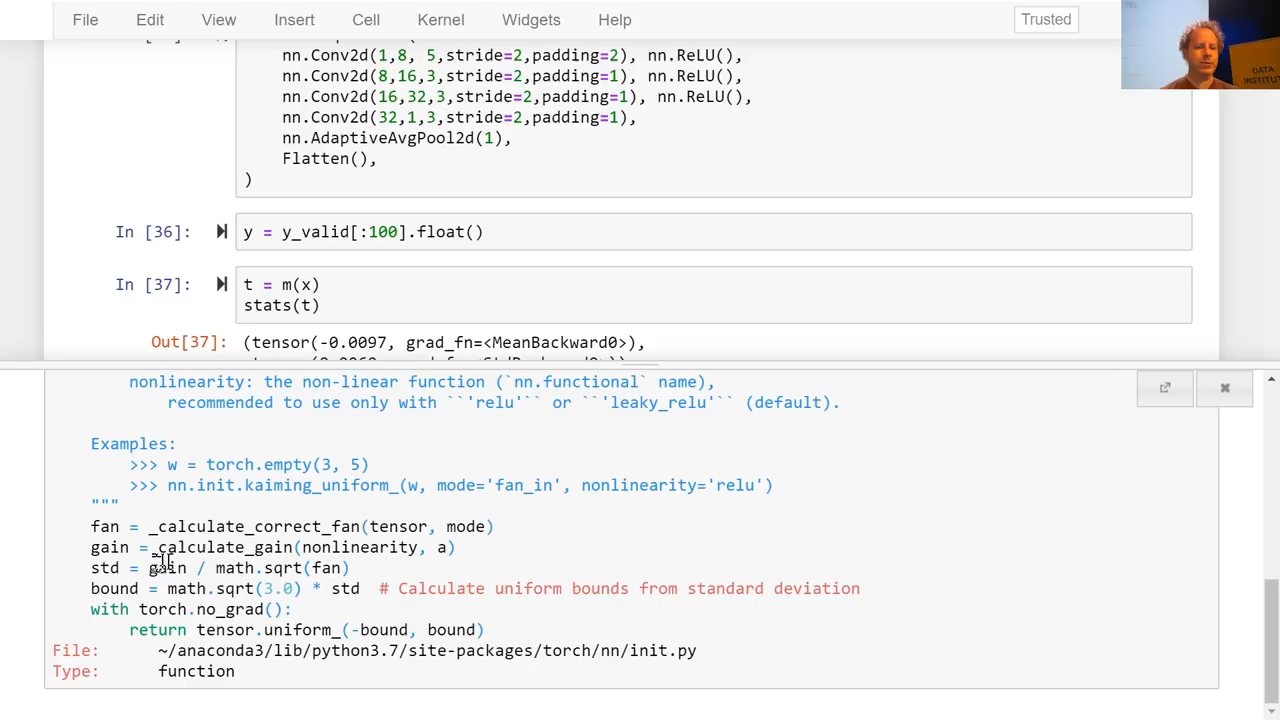 File Edit View Insert Cell Kernel Widgets Help Trusted
DATA-
INSTITUT
nn.Conv2d(1,8, 5,stride=2,padding=2), nn.ReLU(),
nn.Conv2d(8,16,3,stride=2,padding=1), nn.ReLU(),
nn.Conv2d(16,32,3,stride=2,padding=1), nn.ReLU(),
nn.Conv2d(32,1,3,stride=2,padding=1),
nn.AdaptiveAvgPool2d(1),
Flatten(),
)
In [36]: y = y_valid[:100].float()
In [37]: t = m(x)
stats(t)
Out[37]: (tensor(-0.0097, grad_fn=<MeanBackward0>),
nonlinearity: the non-linear function (`nn.functional` name),
recommended to use only with ``'relu'`` or ``'leaky_relu'`` (default).
Examples:
>>> w = torch.empty(3, 5)
>>> nn.init.kaiming_uniform_(w, mode='fan_in', nonlinearity='relu')
"""
fan = _calculate_correct_fan(tensor, mode)
gain = calculate_gain(nonlinearity, a)
std = gain / math.sqrt(fan)
bound = math.sqrt(3.0) * std # Calculate uniform bounds from standard deviation
with torch.no_grad():
return tensor.uniform_(-bound, bound)
File: ~/anaconda3/lib/python3.7/site-packages/torch/nn/init.py
Type: function